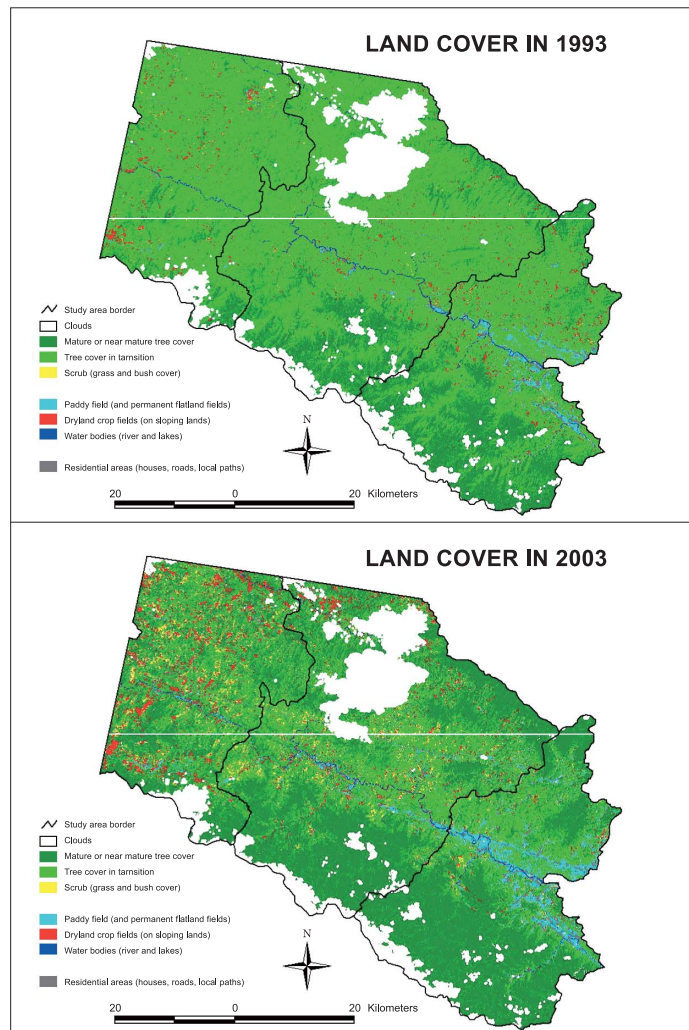 LAND COVER IN 1993
Study area border
Clouds
Mature or near mature tree cover
Tree cover in tarnsition
Scrub (grass and bush cover)
Paddy field (and permanent flatland fields)
Dryland crop fields (on sloping lands)
Water bodies (river and lakes)
N
Residential areas (houses, roads, local paths)
20 0 20 Kilometers
LAND COVER IN 2003
Study area border
Clouds
Mature or near mature tree cover
Tree cover in tarnsition
Scrub (grass and bush cover)
Paddy field (and permanent flatland fields)
Dryland crop fields (on sloping lands)
Water bodies (river and lakes)
N
Residential areas (houses, roads, local paths)
20 0 20 Kilometers